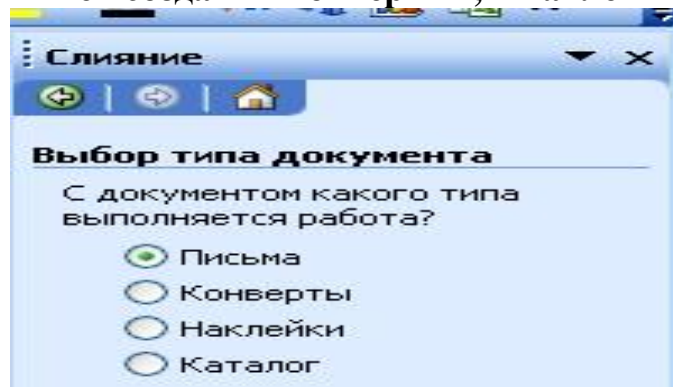 Слияние
Выбор типа документа
С документом какого типа
выполняется работа?
Письма
Конверты
Наклейки
Каталог